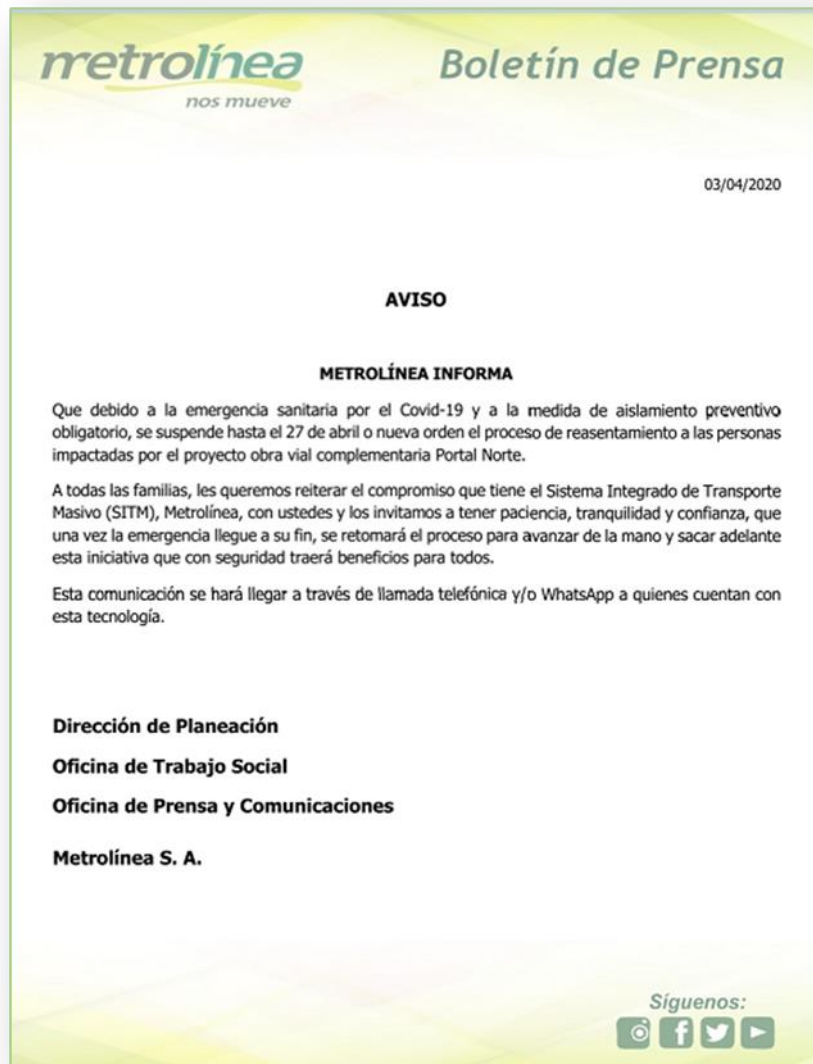 metrolínea
nos mueve
Boletín de Prensa
03/04/2020
AVISO
METROLÍNEA INFORMA
Que debido a la emergencia sanitaria por el Covid-19 y a la medida de aislamiento preventivo
obligatorio, se suspende hasta el 27 de abril o nueva orden el proceso de reasentamiento a las personas
impactadas por el proyecto obra vial complementaria Portal Norte.
A todas las familias, les queremos reiterar el compromiso que tiene el Sistema Integrado de Transporte
Masivo (SITM), Metrolínea, con ustedes y los invitamos a tener paciencia, tranquilidad y confianza, que
una vez la emergencia llegue a su fin, se retomará el proceso para avanzar de la mano y sacar adelante
esta iniciativa que con seguridad traerá beneficios para todos.
Esta comunicación se hará llegar a través de llamada telefónica y/o WhatsApp a quienes cuentan con
esta tecnología.
Dirección de Planeación
Oficina de Trabajo Social
Oficina de Prensa y Comunicaciones
Metrolínea S. A.
Síguenos: